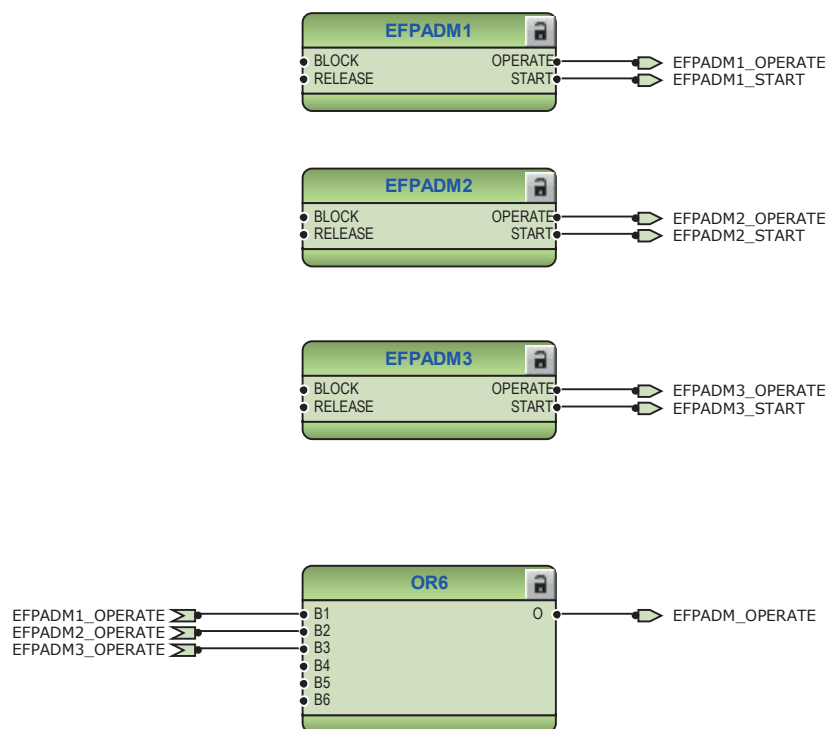 EFPADM1
BLOCK OPERATE EFPADM1_OPERATE
RELEASE START EFPADM1_START
EFPADM2
BLOCK OPERATE EFPADM2_OPERATE
RELEASE START EFPADM2_START
EFPADM3
BLOCK OPERATE EFPADM3_OPERATE
RELEASE START EFPADM3_START
OR6
EFPADM1_OPERATE B1 O EFPADM_OPERATE
EFPADM2_OPERATE B2
EFPADM3_OPERATE B3
B4
B5
B6